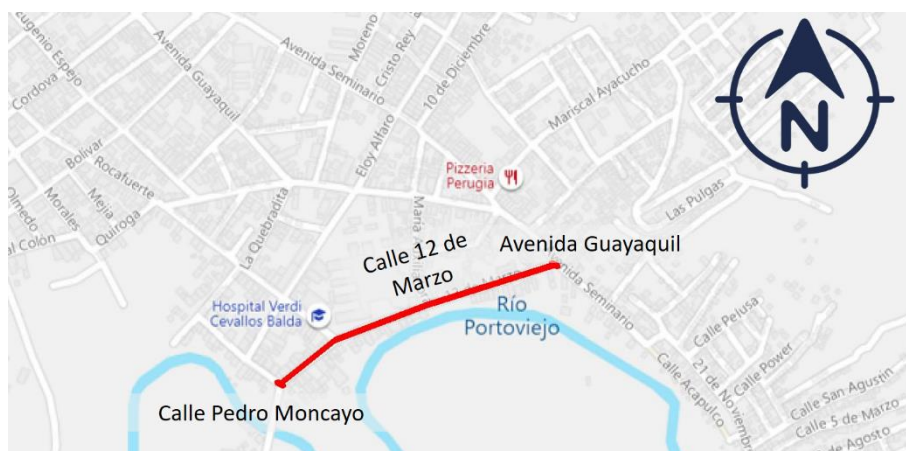 Eugenio Espejo
Avenida Guayaquil
Avenida Seminario
Moreno
Cristo Rey
10 de Diciembre
Mariscal Ayacucho
N
Cordova
Bolivar
Rocafuerte
Eloy Alfaro
Pizzeria
Perugia
Olmedo
Morales
Mejia
Quiroga
La Quebradita
Maria
Las Pulgas
al Colón
Calle 12 de
Marzo
Avenida Guayaquil
Avenida Seminario
Hospital Verdi
Cevallos Balda
Río
Portoviejo
Calle Pejusa
Calle Power
21 de Noviembre
Calle Acapulco
Calle San Agustin
Calle 5 de Marzo
de Agosto
Calle Pedro Moncayo